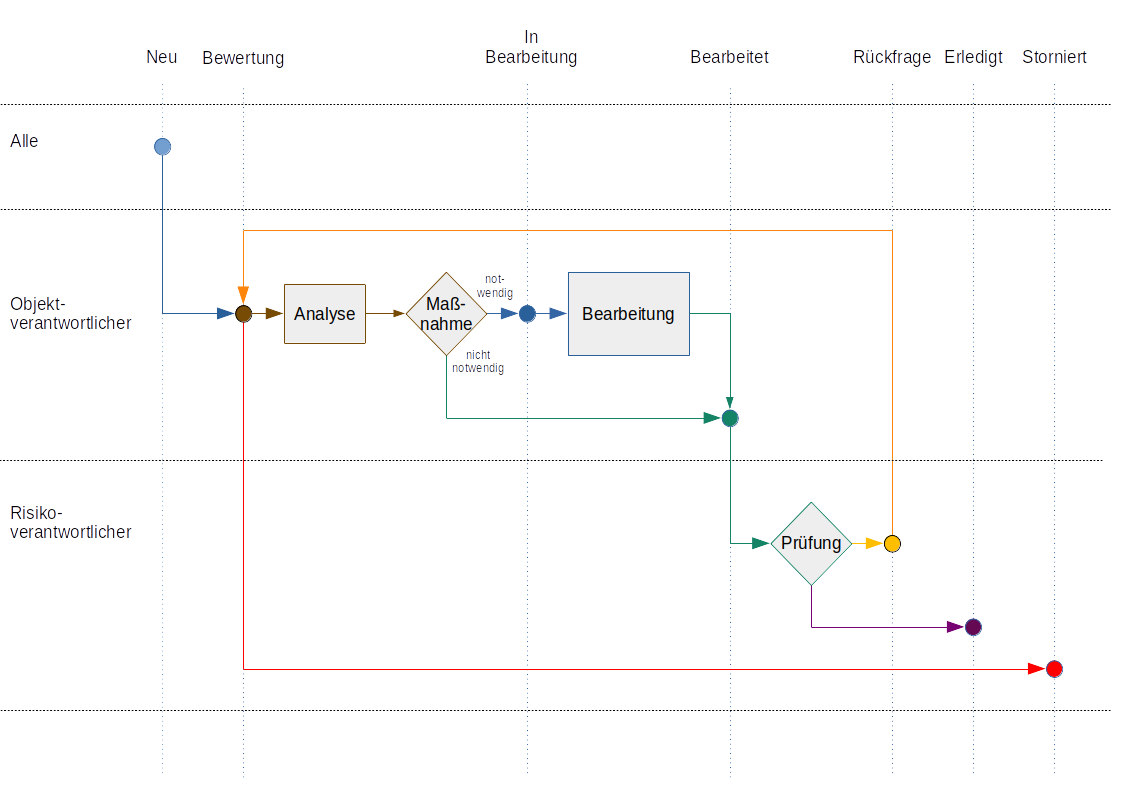 Neu
Bewertung
In
Bearbeitung
Bearbeitet
Rückfrage
Erledigt
Storniert
Alle
Objekt-
verantwortlicher
Analyse
Maß-
nahme
not-
wendig
nicht
notwendig
Bearbeitung
Risiko-
verantwortlicher
Prüfung